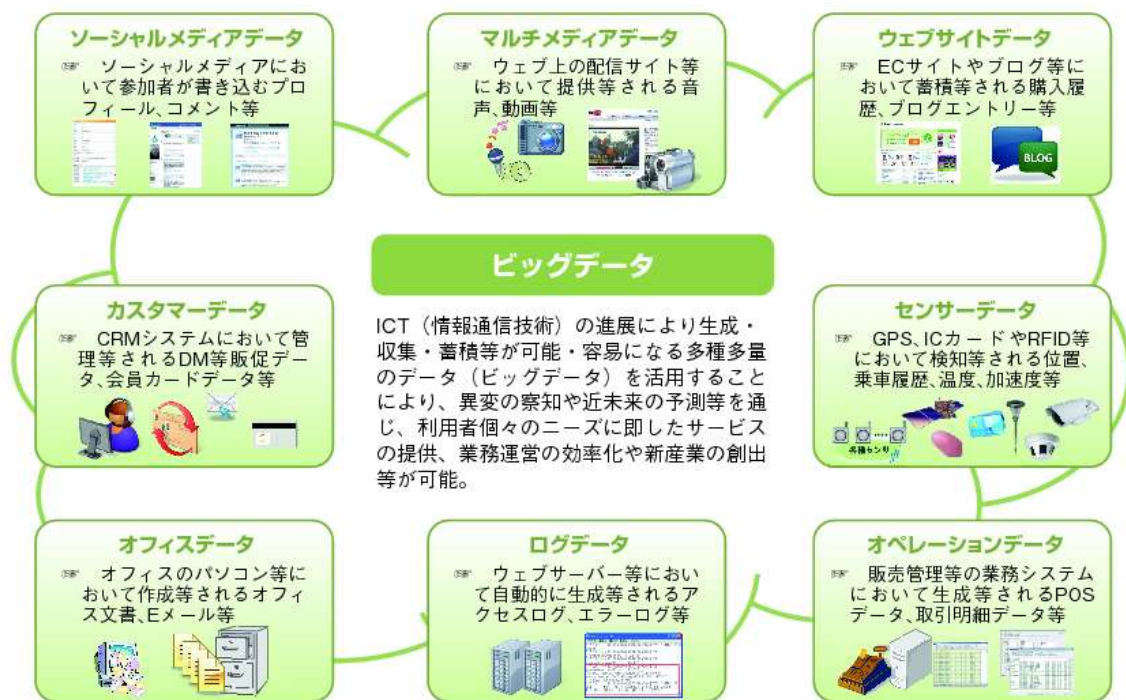 ソーシャルメディアデータ
☞ ソーシャルメディアにお
いて参加者が書き込むプロ
フィール、コメント等
マルチメディアデータ
☞ ウェブ上の配信サイト等
において提供等される音
声、動画等
ウェブサイトデータ
☞ ECサイトやブログ等に
おいて蓄積等される購入履
歴、ブログエントリー等
BLOG
ビッグデータ
ICT（情報通信技術）の進展により生成・
収集・蓄積等が可能・容易になる多種多量
のデータ（ビッグデータ）を活用すること
により、異変の察知や近未来の予測等を通
じ、利用者個々のニーズに即したサービス
の提供、業務運営の効率化や新産業の創出
等が可能。
カスタマーデータ
☞ CRMシステムにおいて管
理等されるDM等販促デー
タ、会員カードデータ等
センサーデータ
☞ GPS、ICカードやRFID等
において検知等される位置、
乗車履歴、温度、加速度等
各種センサ
オフィスデータ
☞ オフィスのパソコン等に
おいて作成等されるオフィ
ス文書、Eメール等
ログデータ
☞ ウェブサーバー等におい
て自動的に生成等されるア
クセスログ、エラーログ等
オペレーションデータ
☞ 販売管理等の業務システム
において生成等されるPOS
データ、取引明細データ等